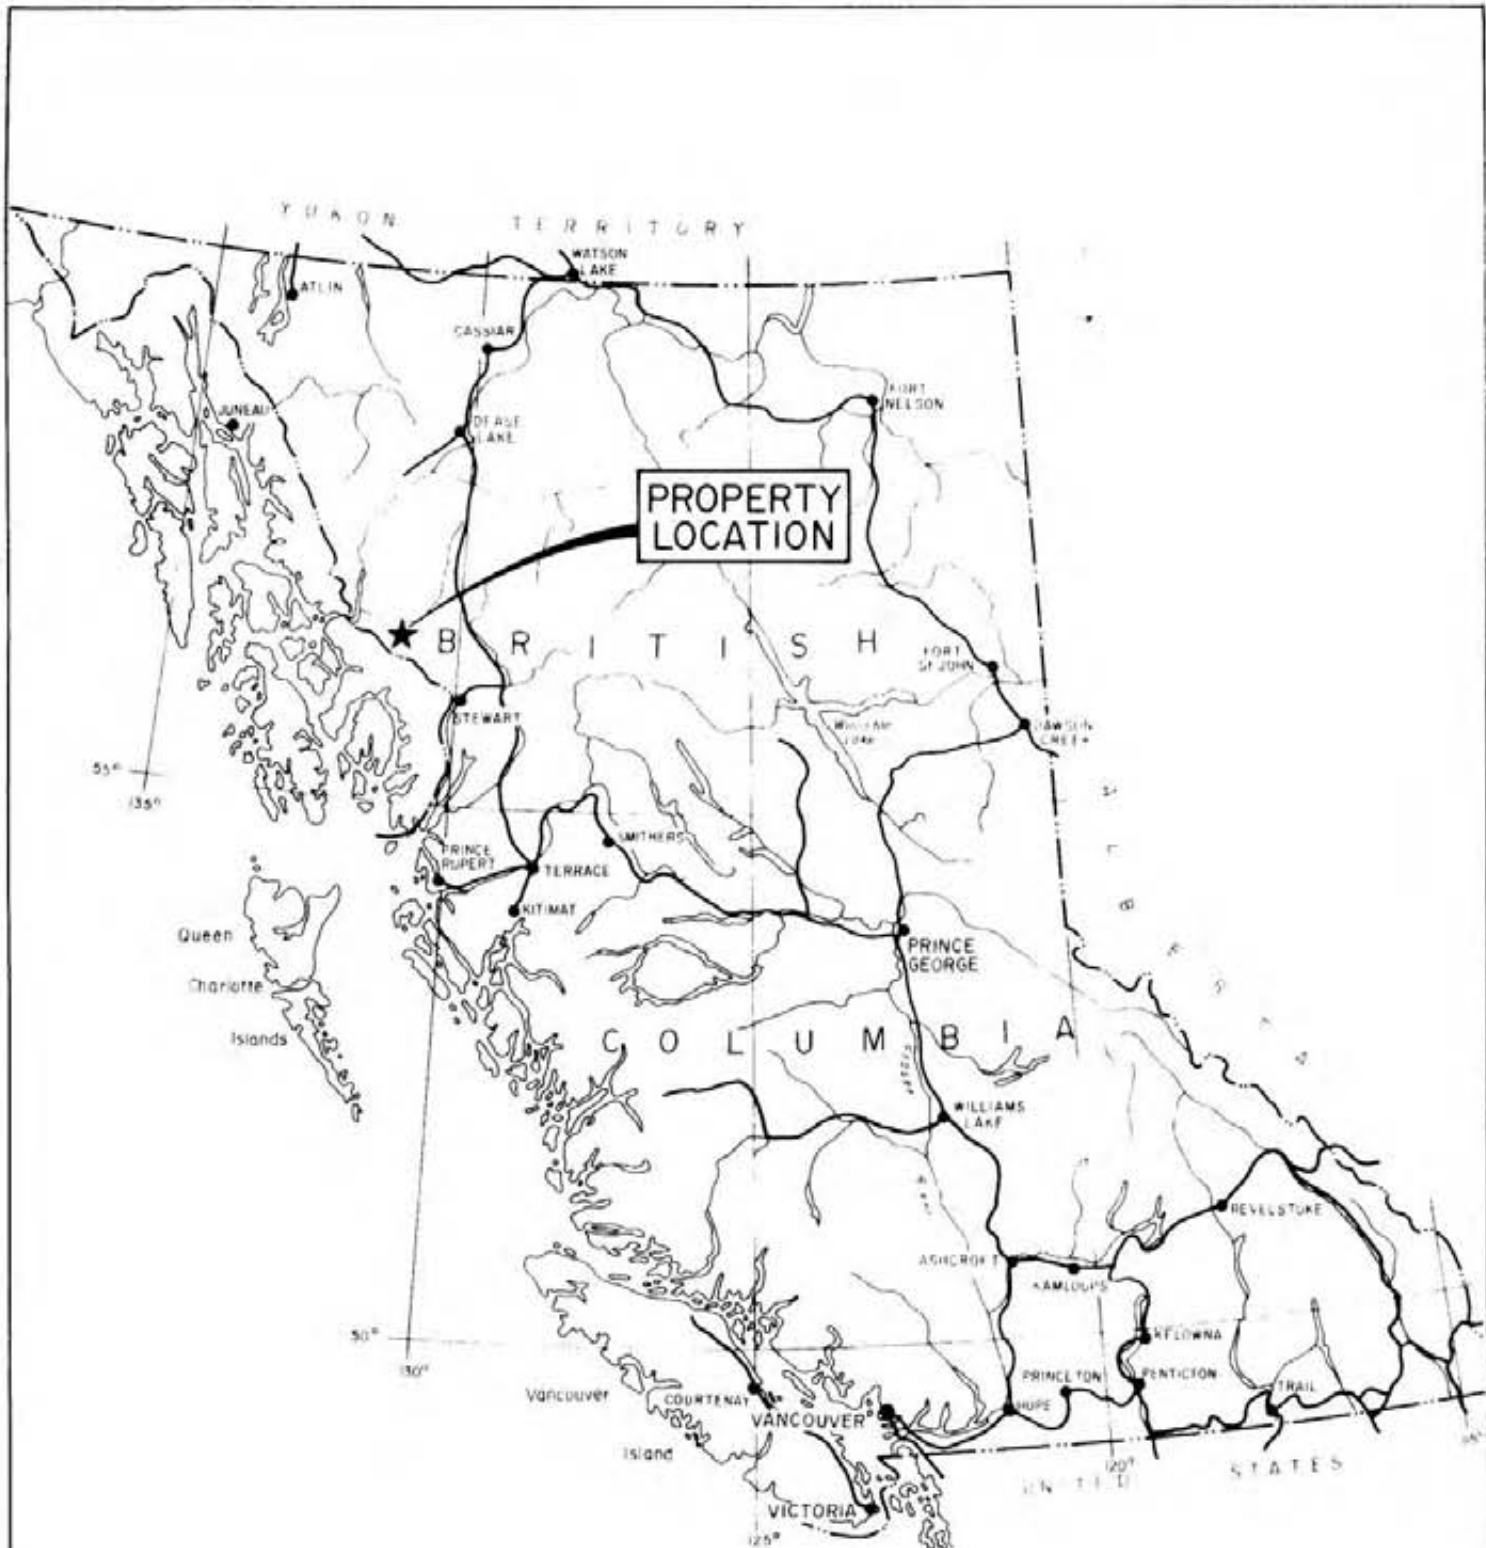 YUKON TERRITORY
WATSON
LAKE
ATLIN
CASSIAR
JUNEAU
DEASE
LAKE
FORT
NELSON
PROPERTY
LOCATION
BRITISH
FORT
ST JOHN
STEWART
DAWSON
CREEK
55°
135°
PRINCE
RUPERT
SMITHERS
TERRACE
KITIMAT
Queen
Charlotte
Islands
PRINCE
GEORGE
COLUMBIA
WILLIAMS
LAKE
REVELSTOKE
ASHCROFT
KAMLOOPS
50°
130°
KELOWNA
PRINCETON
PENTICTON
TRAIL
Vancouver
Island
COURTENAY
VANCOUVER
HOPE
120°
UNITED STATES
VICTORIA
125°